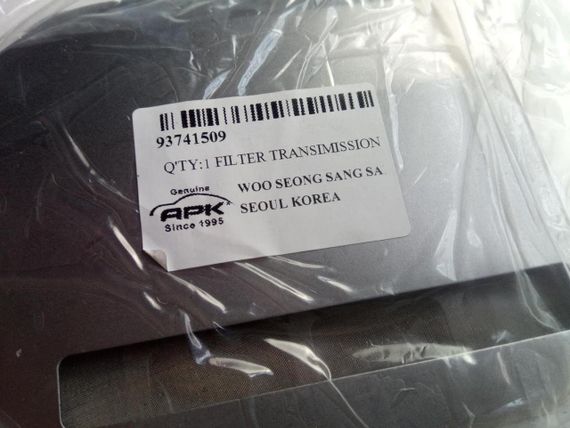 93741509
Q'TY:1 FILTER TRANSIMISSION
Genuine
APK
Since 1995
WOO SEONG SANG SA.
SEOUL KOREA